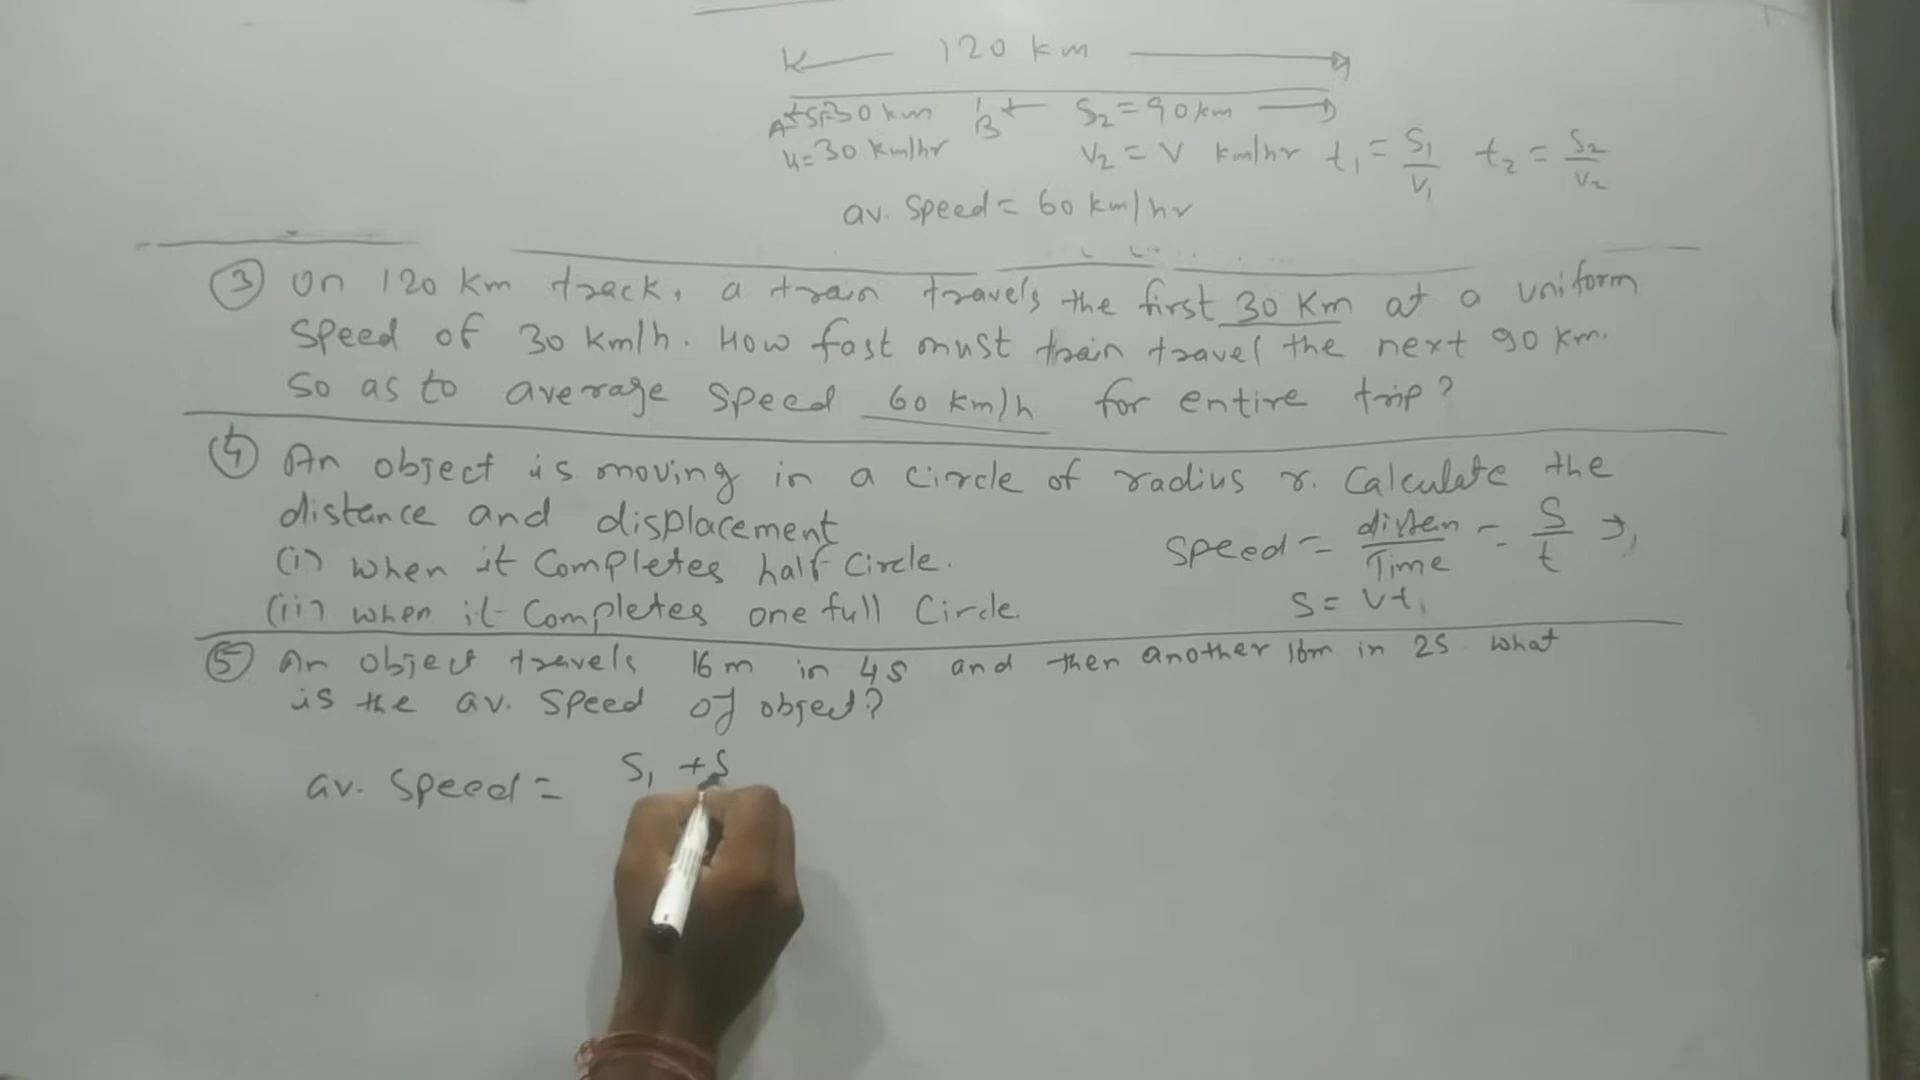 120 km
A S1=30 km B S2 = 90 km
V1=30 km/hr V2 = V km/hr t1 = S1/V1 t2 = S2/V2
av. Speed = 60 km/hr
③ On 120 km track, a train travels the first 30 Km at a uniform
Speed of 30 km/h. How fast must train travel the next 90 km.
So as to average speed 60 km/h for entire trip?
④ An object is moving in a circle of radius r. Calculate the
distance and displacement
(i) when it Completes half Circle.
(ii) when it Completes one full Circle.
Speed = disten/Time = S/t
S = Vt,
⑤ An object travels 16m in 4s and then another 16m in 2s. what
is the av. Speed of object?
av. Speed = S1 + S